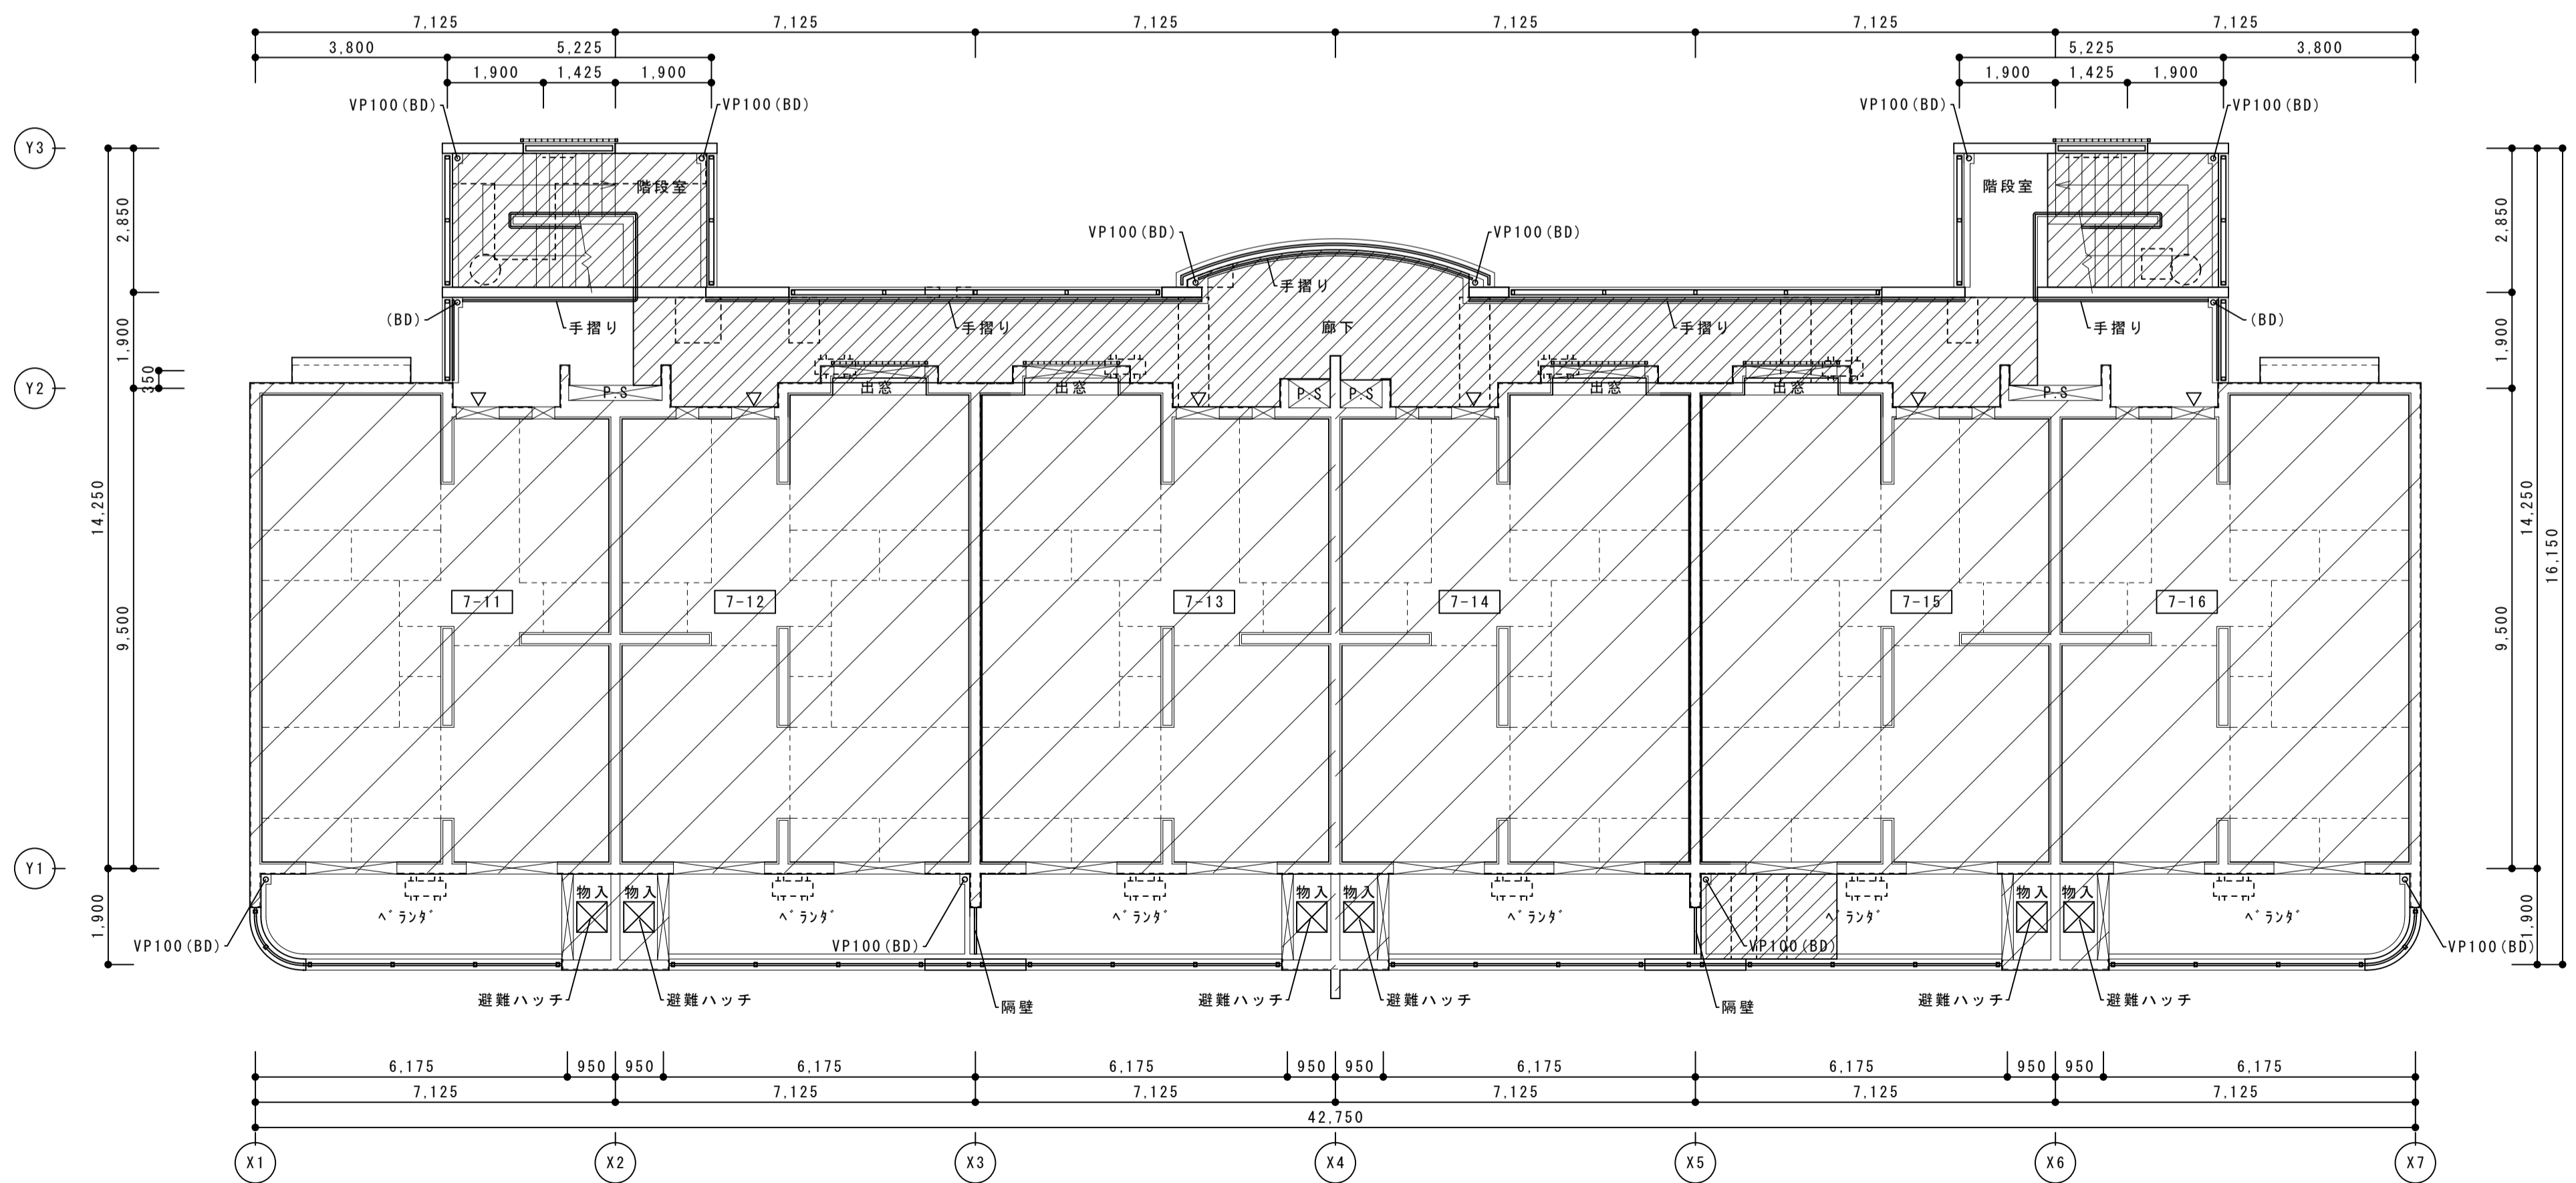 7,125 7,125 7,125 7,125 7,125 7,125
3,800 5,225 5,225 3,800
1,900 1,425 1,900 1,900 1,425 1,900
VP100(BD) VP100(BD) VP100(BD) VP100(BD)
Y3 Y2 Y1
14,250
2,850
1,900
350
9,500
1,900
階段室 階段室
VP100(BD) VP100(BD)
(BD) 手摺り 手摺り 手摺り 廊下 手摺り 手摺り (BD)
P.S 出窓 出窓 P.S P.S 出窓 出窓 P.S
7-11 7-12 7-13 7-14 7-15 7-16
物入 物入 物入 物入 物入 物入
ﾍﾞﾗﾝﾀﾞ ﾍﾞﾗﾝﾀﾞ ﾍﾞﾗﾝﾀﾞ ﾍﾞﾗﾝﾀﾞ ﾍﾞﾗﾝﾀﾞ ﾍﾞﾗﾝﾀﾞ
VP100(BD) VP100(BD) VP100(BD) VP100(BD)
避難ハッチ 避難ハッチ 隔壁 避難ハッチ 避難ハッチ 隔壁 避難ハッチ 避難ハッチ
2,850
1,900
9,500
14,250
1,900
16,150
6,175 950 950 6,175 6,175 950 950 6,175 6,175 950 950 6,175
7,125 7,125 7,125 7,125 7,125 7,125
42,750
X1 X2 X3 X4 X5 X6 X7